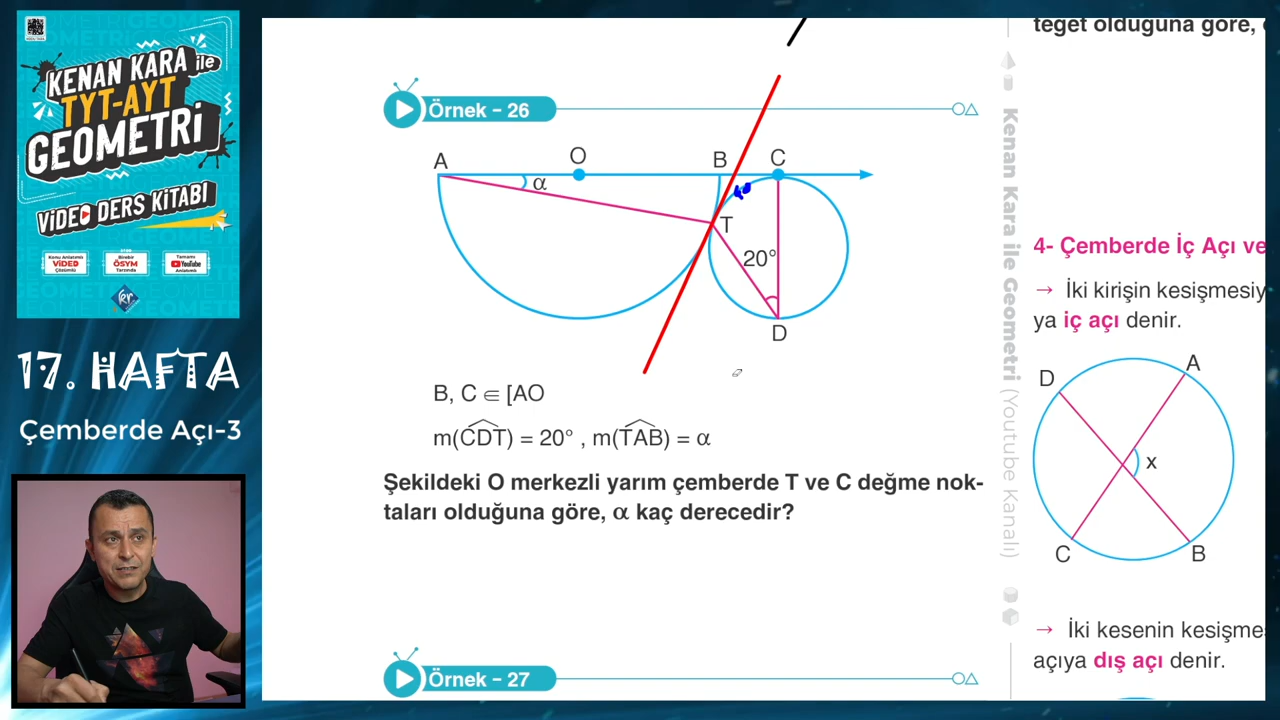 KENAN KARA ile
TYT-AYT
GEOMETRİ
VİDEO DERS KİTABI
17. HAFTA
Çemberde Açı-3
Örnek – 26
A
O
B
C
α
T
20°
D
B, C ∈ [AO
m(CDT) = 20° , m(TAB) = α
Şekildeki O merkezli yarım çemberde T ve C değme nok-
taları olduğuna göre, α kaç derecedir?
Örnek – 27
Kenan Kara ile Geometri (Youtube Kanalı)
teğet olduğuna göre,
4- Çemberde İç Açı ve
→ İki kirişin kesişmesiy
ya iç açı denir.
D
A
x
C
B
→ İki kesenin kesişme
açıya dış açı denir.